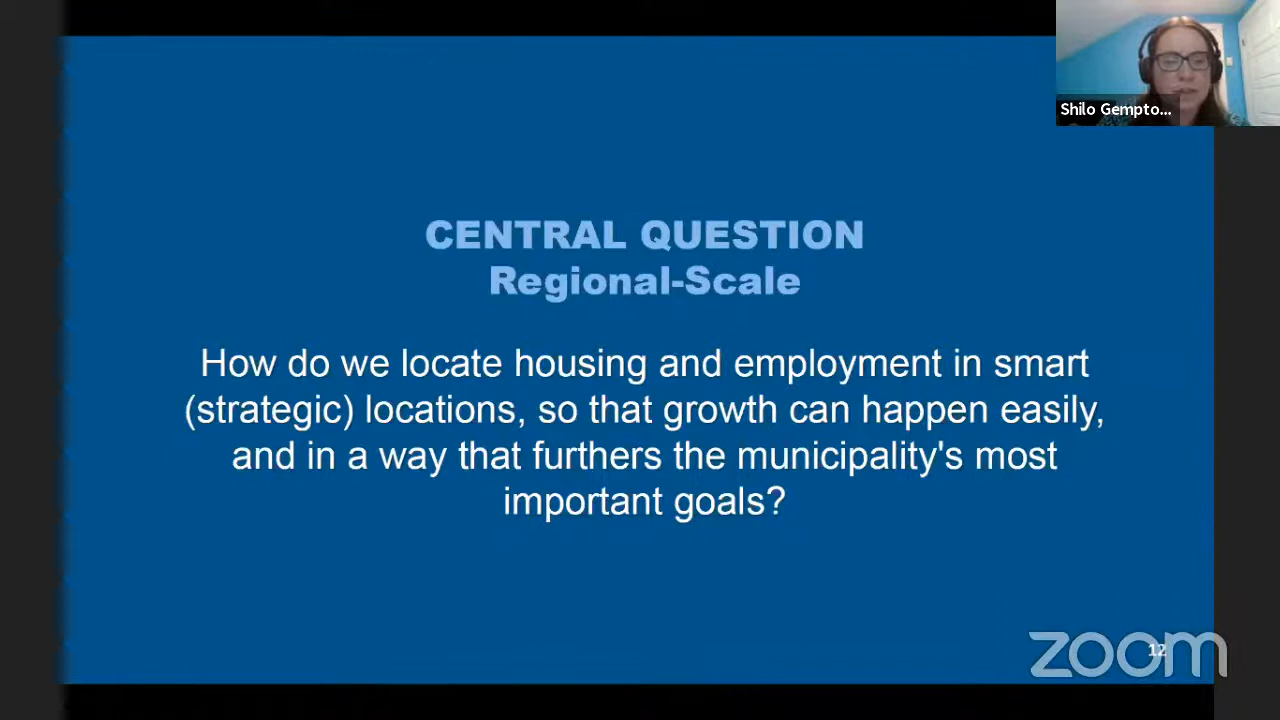 Shilo Gempto...
CENTRAL QUESTION
Regional-Scale
How do we locate housing and employment in smart
(strategic) locations, so that growth can happen easily,
and in a way that furthers the municipality's most
important goals?
12
zoom